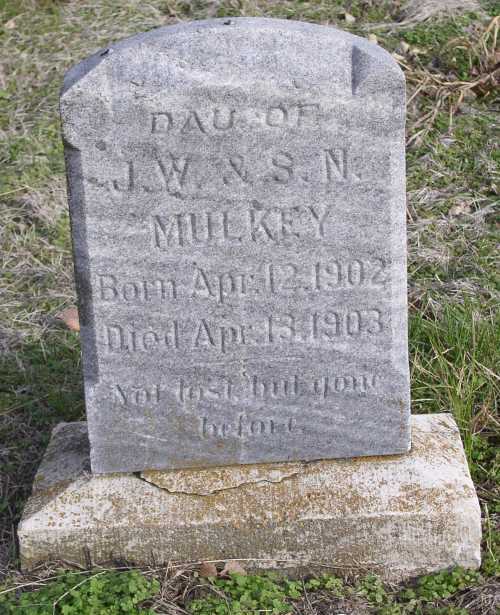 DAU OF
J.W. & S.N.
MULKEY
Born Apr.12.1902
Died Apr.13.1903
Not lost, but gone
before.